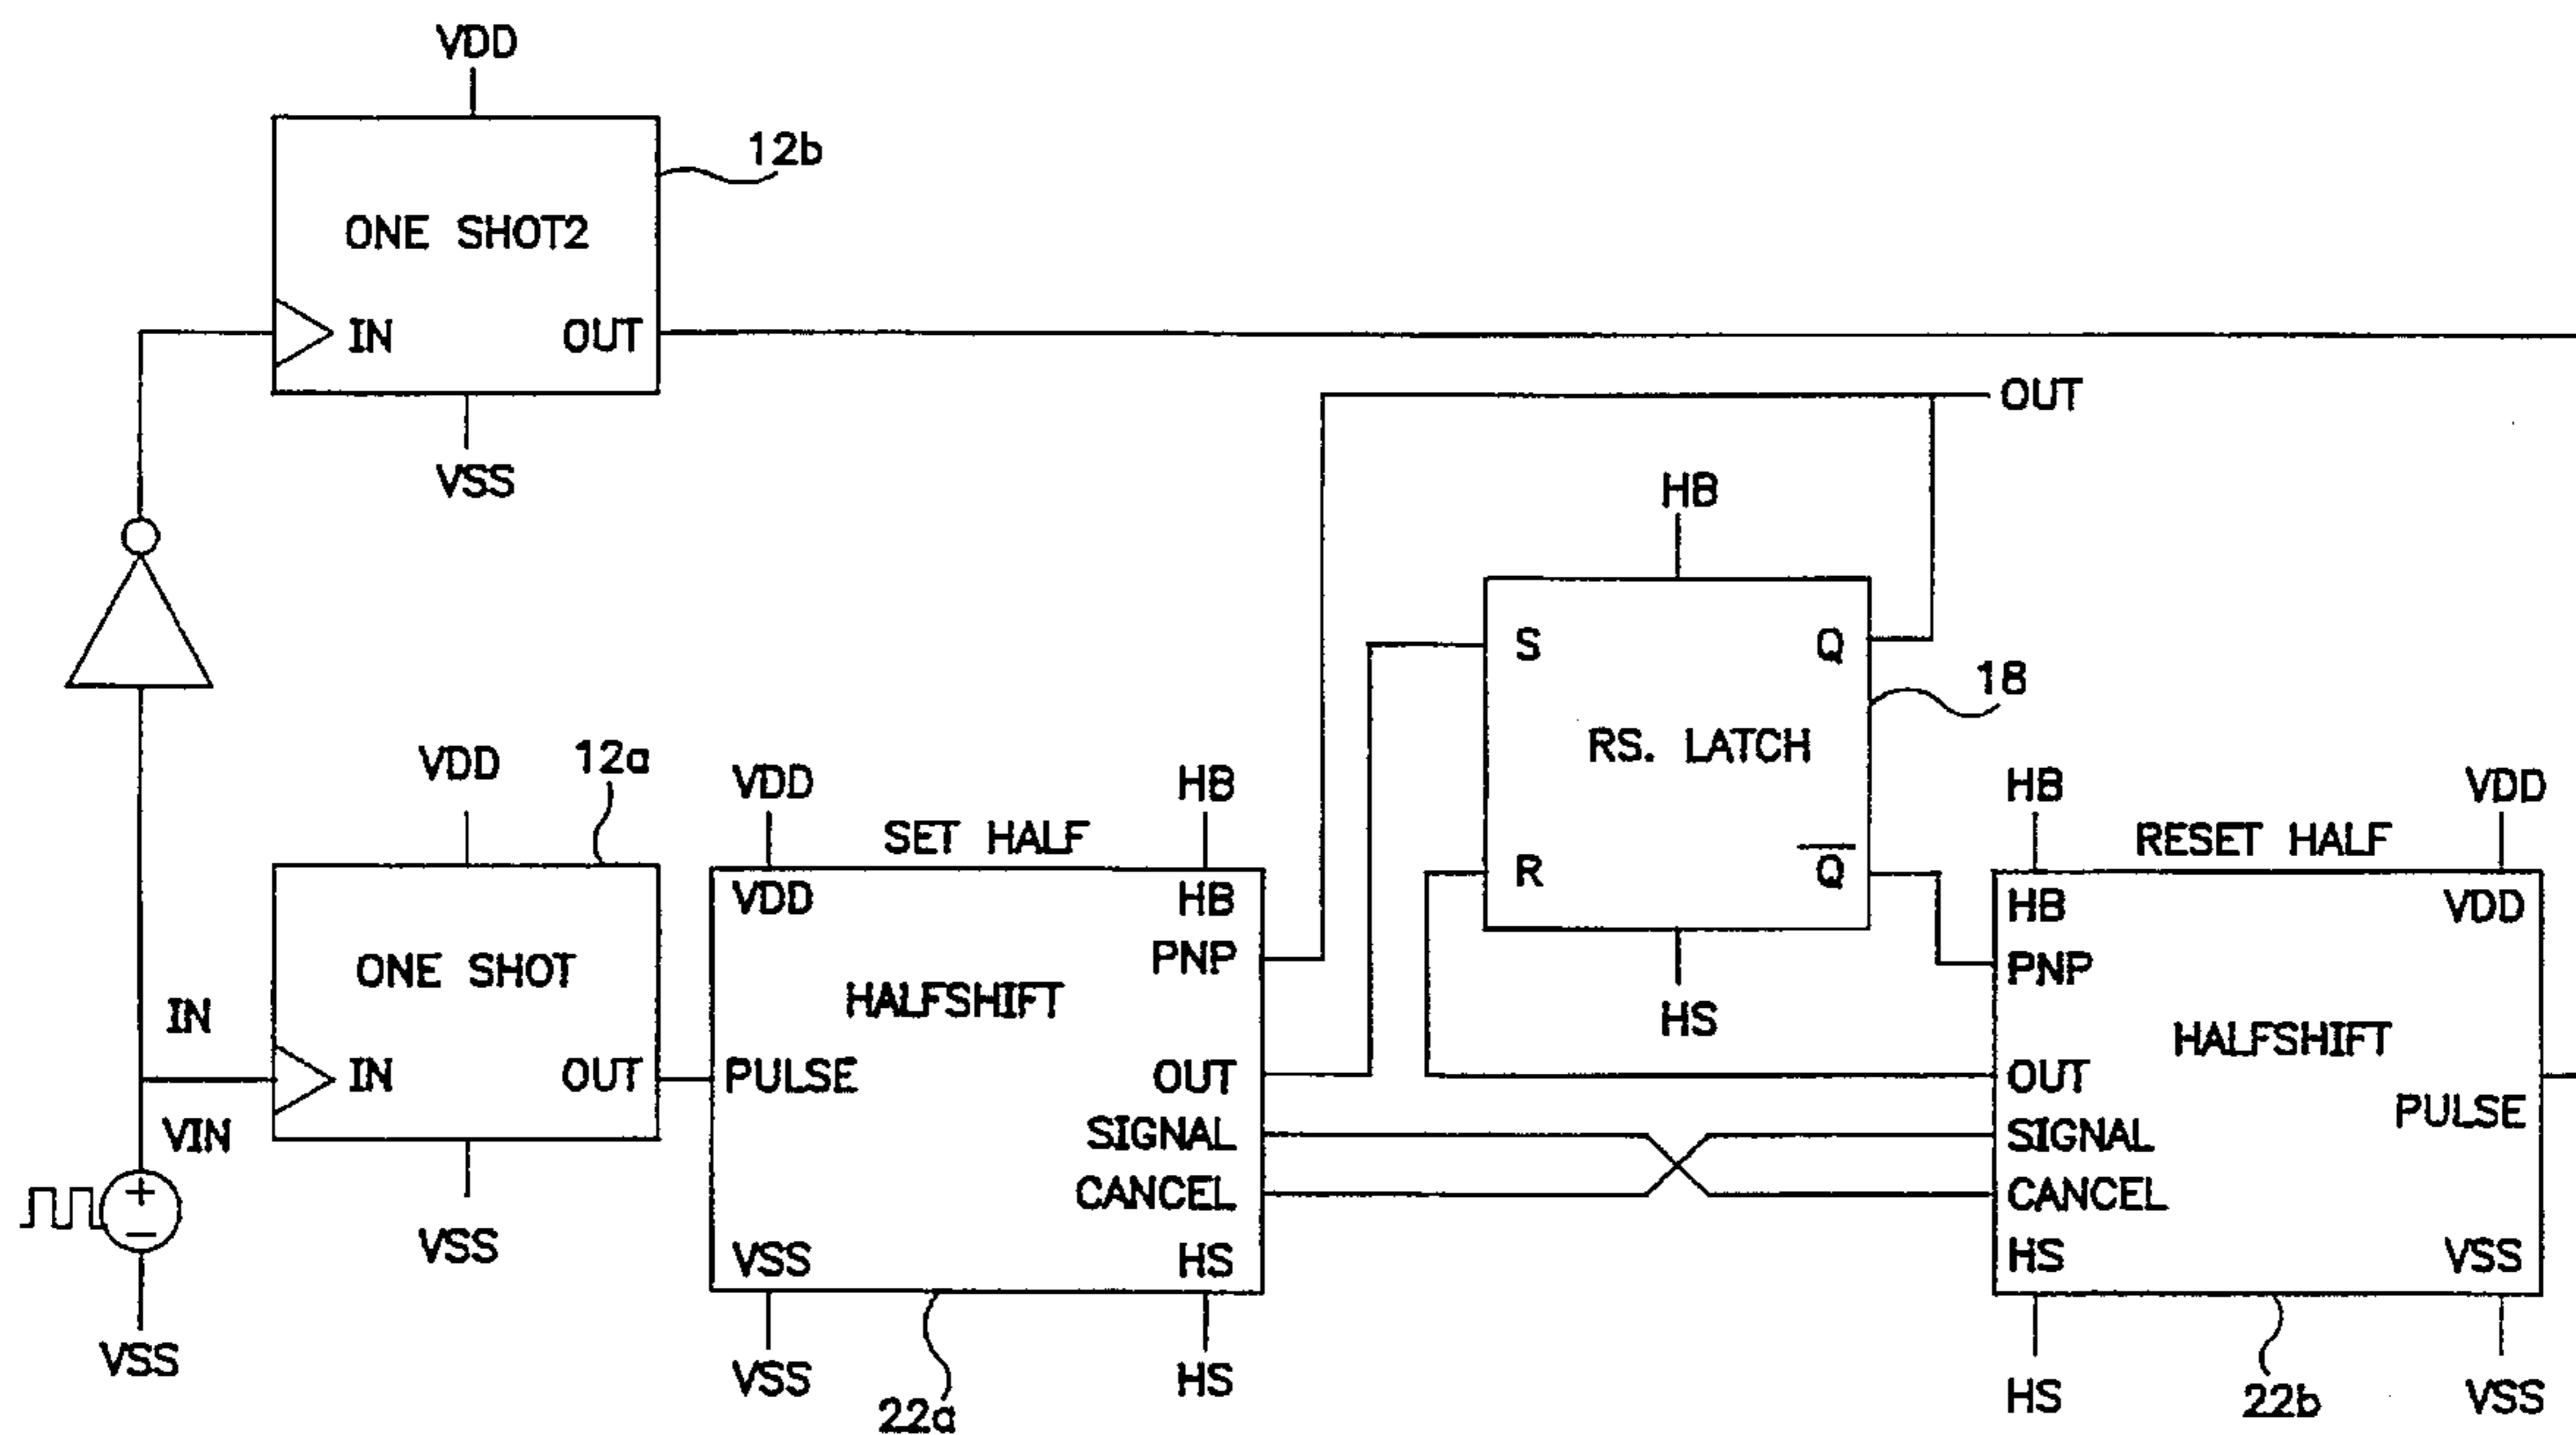 VDD
12b
ONE SHOT2
IN OUT
VSS
OUT
HB
S Q
18
RS. LATCH
R Q
HS
VDD 12a
ONE SHOT
IN
IN OUT
VIN
VSS
VSS
VDD SET HALF HB
VDD HB
PNP
HALFSHIFT
PULSE OUT
SIGNAL
CANCEL
VSS HS
VSS HS
22a
HB RESET HALF VDD
HB VDD
PNP
HALFSHIFT
OUT
PULSE
SIGNAL
CANCEL
HS VSS
HS VSS
22b